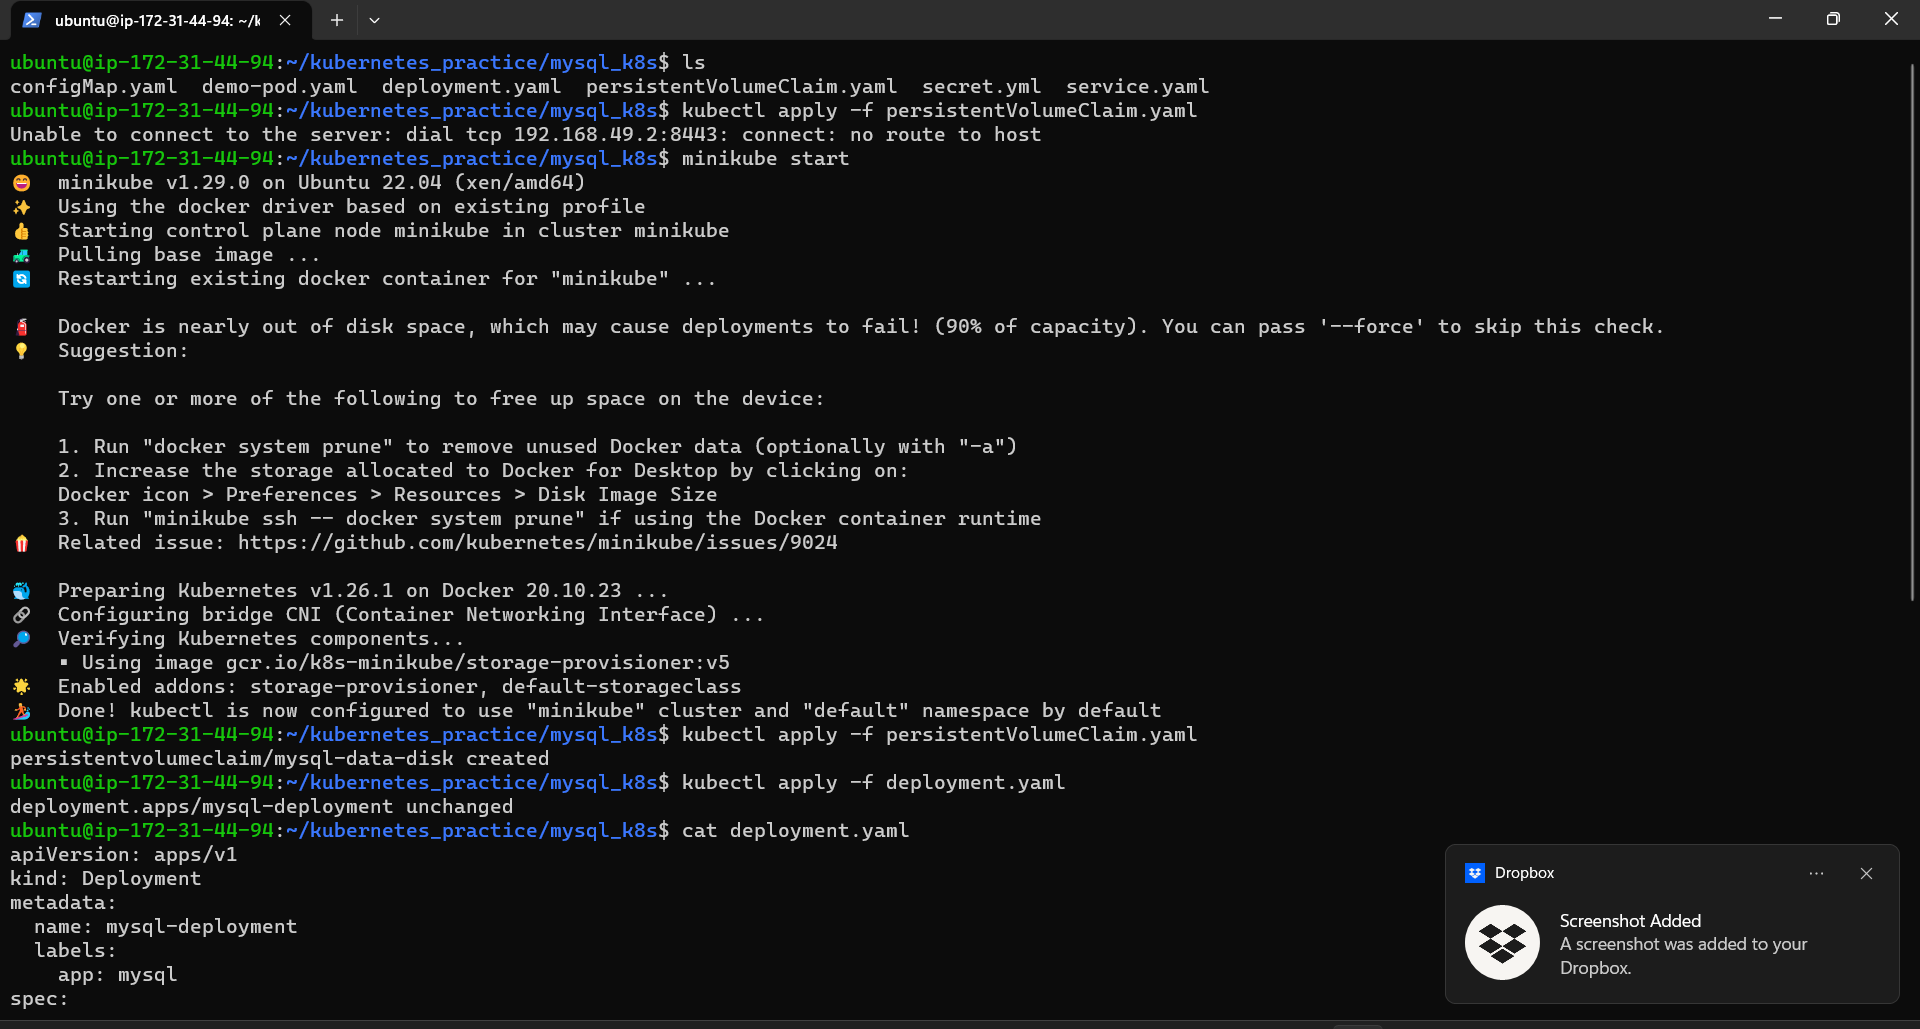 ubuntu@ip-172-31-44-94: ~/k
ubuntu@ip-172-31-44-94:~/kubernetes_practice/mysql_k8s$ ls
configMap.yaml  demo-pod.yaml  deployment.yaml  persistentVolumeClaim.yaml  secret.yml  service.yaml
ubuntu@ip-172-31-44-94:~/kubernetes_practice/mysql_k8s$ kubectl apply -f persistentVolumeClaim.yaml
Unable to connect to the server: dial tcp 192.168.49.2:8443: connect: no route to host
ubuntu@ip-172-31-44-94:~/kubernetes_practice/mysql_k8s$ minikube start
minikube v1.29.0 on Ubuntu 22.04 (xen/amd64)
Using the docker driver based on existing profile
Starting control plane node minikube in cluster minikube
Pulling base image ...
Restarting existing docker container for "minikube" ...
Docker is nearly out of disk space, which may cause deployments to fail! (90% of capacity). You can pass '--force' to skip this check.
Suggestion:
Try one or more of the following to free up space on the device:
1. Run "docker system prune" to remove unused Docker data (optionally with "-a")
2. Increase the storage allocated to Docker for Desktop by clicking on:
Docker icon > Preferences > Resources > Disk Image Size
3. Run "minikube ssh -- docker system prune" if using the Docker container runtime
Related issue: https://github.com/kubernetes/minikube/issues/9024
Preparing Kubernetes v1.26.1 on Docker 20.10.23 ...
Configuring bridge CNI (Container Networking Interface) ...
Verifying Kubernetes components...
▪ Using image gcr.io/k8s-minikube/storage-provisioner:v5
Enabled addons: storage-provisioner, default-storageclass
Done! kubectl is now configured to use "minikube" cluster and "default" namespace by default
ubuntu@ip-172-31-44-94:~/kubernetes_practice/mysql_k8s$ kubectl apply -f persistentVolumeClaim.yaml
persistentvolumeclaim/mysql-data-disk created
ubuntu@ip-172-31-44-94:~/kubernetes_practice/mysql_k8s$ kubectl apply -f deployment.yaml
deployment.apps/mysql-deployment unchanged
ubuntu@ip-172-31-44-94:~/kubernetes_practice/mysql_k8s$ cat deployment.yaml
apiVersion: apps/v1
kind: Deployment
metadata:
  name: mysql-deployment
  labels:
    app: mysql
spec:
Dropbox
Screenshot Added
A screenshot was added to your
Dropbox.